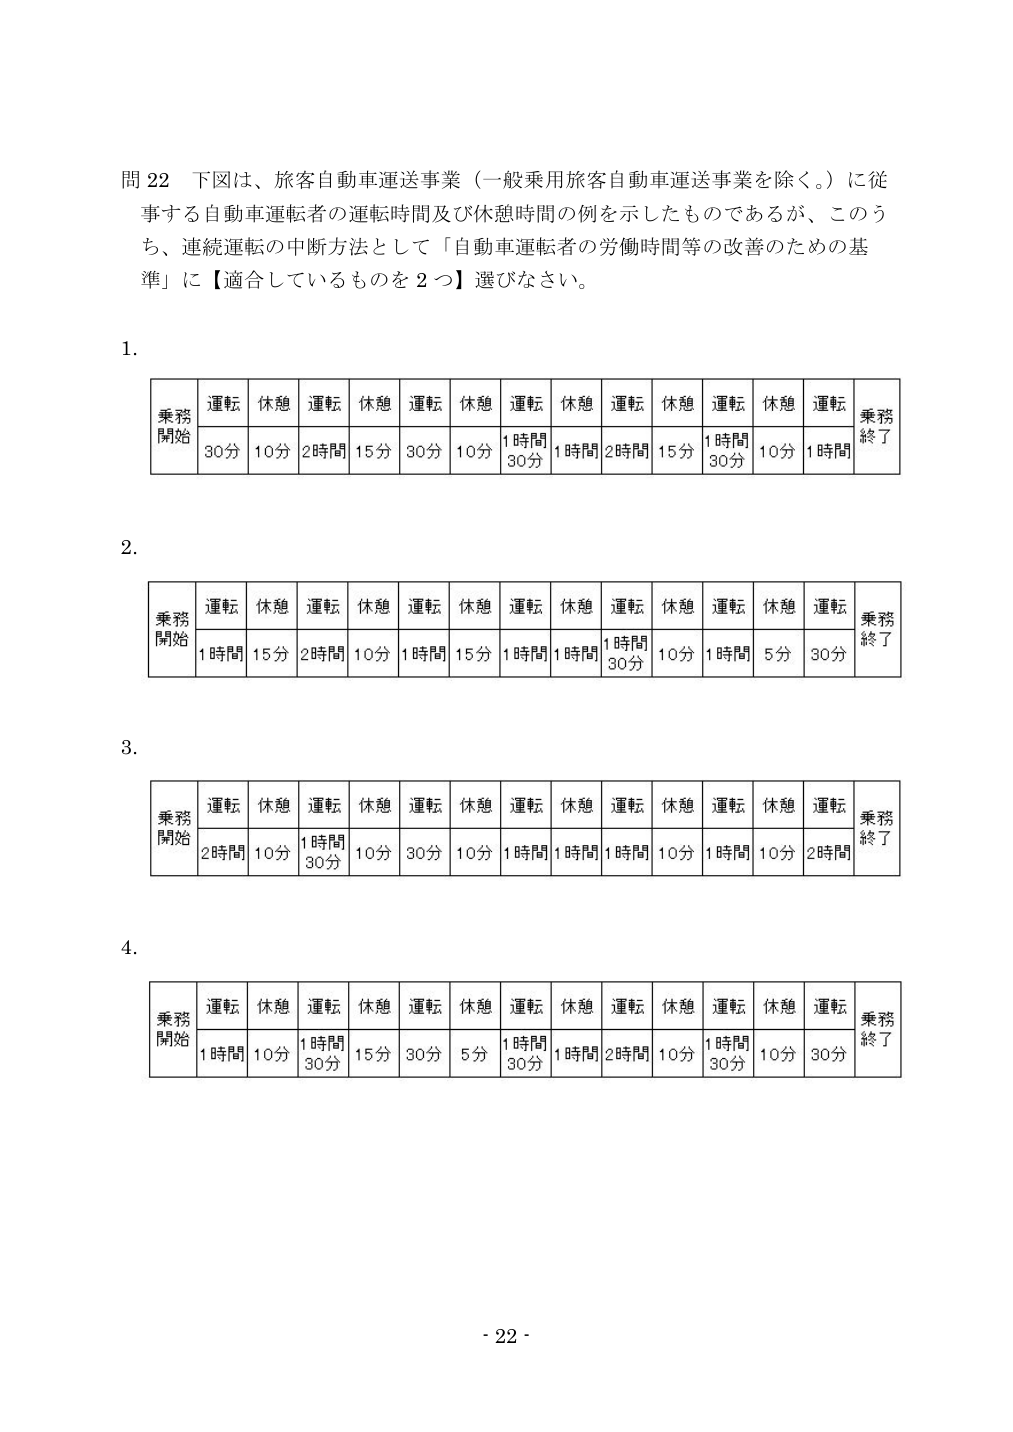 問 22　下図は、旅客自動車運送事業（一般乗用旅客自動車運送事業を除く。）に従
事する自動車運転者の運転時間及び休憩時間の例を示したものであるが、このう
ち、連続運転の中断方法として「自動車運転者の労働時間等の改善のための基
準」に【適合しているものを 2 つ】選びなさい。
1.
乗務開始 運転 休憩 運転 休憩 運転 休憩 運転 休憩 運転 休憩 運転 休憩 運転 乗務終了
30分 10分 2時間 15分 30分 10分 1時間30分 1時間 2時間 15分 1時間30分 10分 1時間
2.
乗務開始 運転 休憩 運転 休憩 運転 休憩 運転 休憩 運転 休憩 運転 休憩 運転 乗務終了
1時間 15分 2時間 10分 1時間 15分 1時間 1時間 1時間30分 10分 1時間 5分 30分
3.
乗務開始 運転 休憩 運転 休憩 運転 休憩 運転 休憩 運転 休憩 運転 休憩 運転 乗務終了
2時間 10分 1時間30分 10分 30分 10分 1時間 1時間 1時間 10分 1時間 10分 2時間
4.
乗務開始 運転 休憩 運転 休憩 運転 休憩 運転 休憩 運転 休憩 運転 休憩 運転 乗務終了
1時間 10分 1時間30分 15分 30分 5分 1時間30分 1時間 2時間 10分 1時間30分 10分 30分
- 22 -